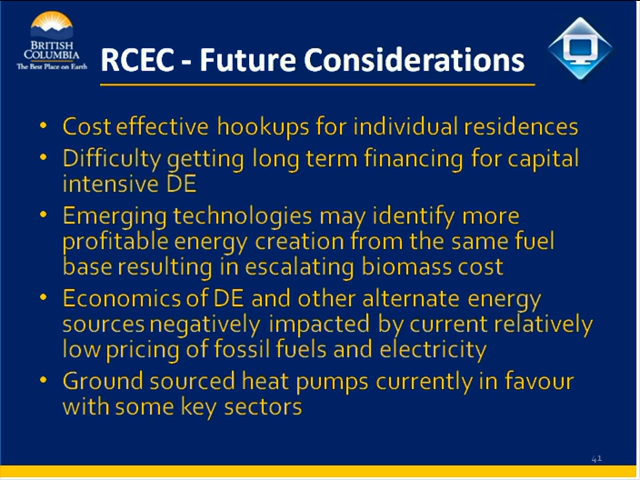 BRITISH
COLUMBIA
The Best Place on Earth
RCEC - Future Considerations
• Cost effective hookups for individual residences
• Difficulty getting long term financing for capital
intensive DE
• Emerging technologies may identify more
profitable energy creation from the same fuel
base resulting in escalating biomass cost
• Economics of DE and other alternate energy
sources negatively impacted by current relatively
low pricing of fossil fuels and electricity
• Ground sourced heat pumps currently in favour
with some key sectors
41